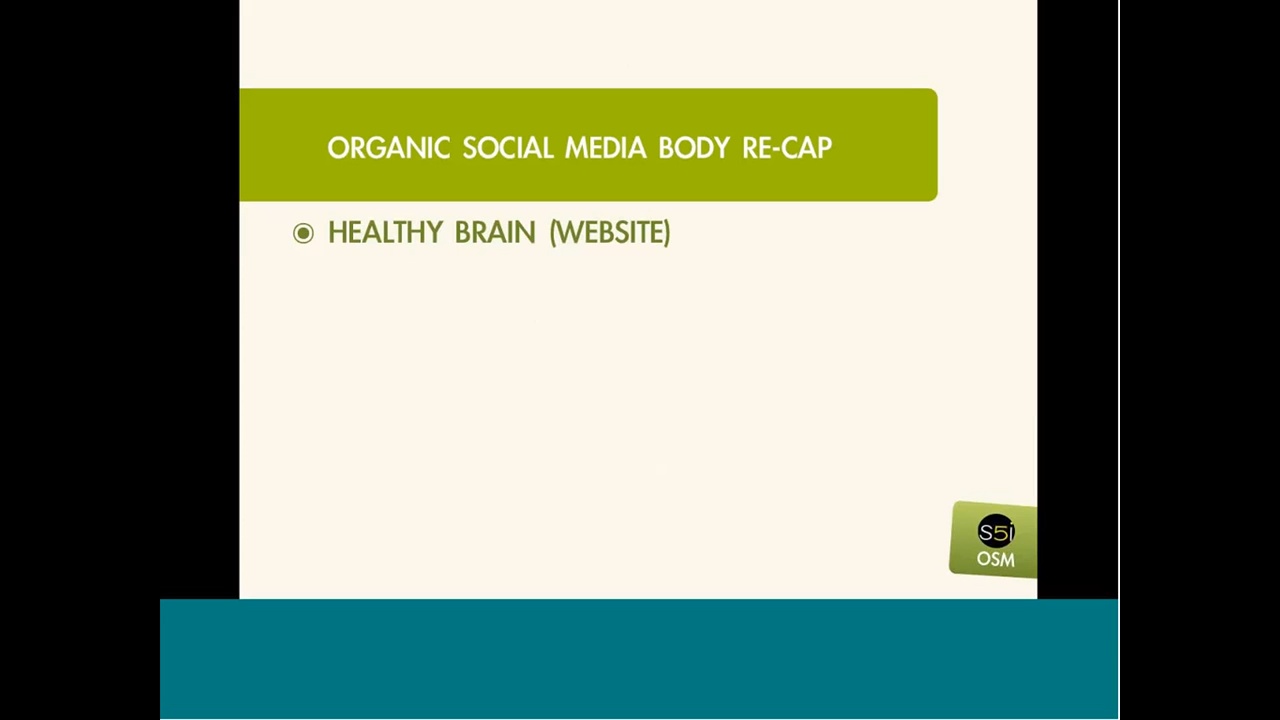 ORGANIC SOCIAL MEDIA BODY RE-CAP
HEALTHY BRAIN (WEBSITE)
S5i
OSM